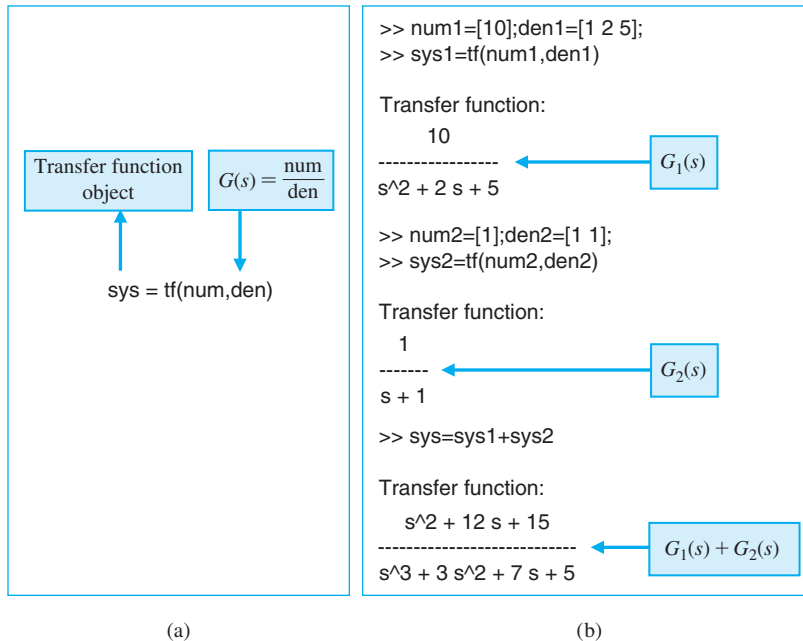 Transfer function
object
G(s) = num
den
sys = tf(num,den)
(a)
>> num1=[10];den1=[1 2 5];
>> sys1=tf(num1,den1)
Transfer function:
10
-----------------
s^2 + 2 s + 5
G₁(s)
>> num2=[1];den2=[1 1];
>> sys2=tf(num2,den2)
Transfer function:
1
-------
s + 1
G₂(s)
>> sys=sys1+sys2
Transfer function:
s^2 + 12 s + 15
----------------------------
s^3 + 3 s^2 + 7 s + 5
G₁(s) + G₂(s)
(b)